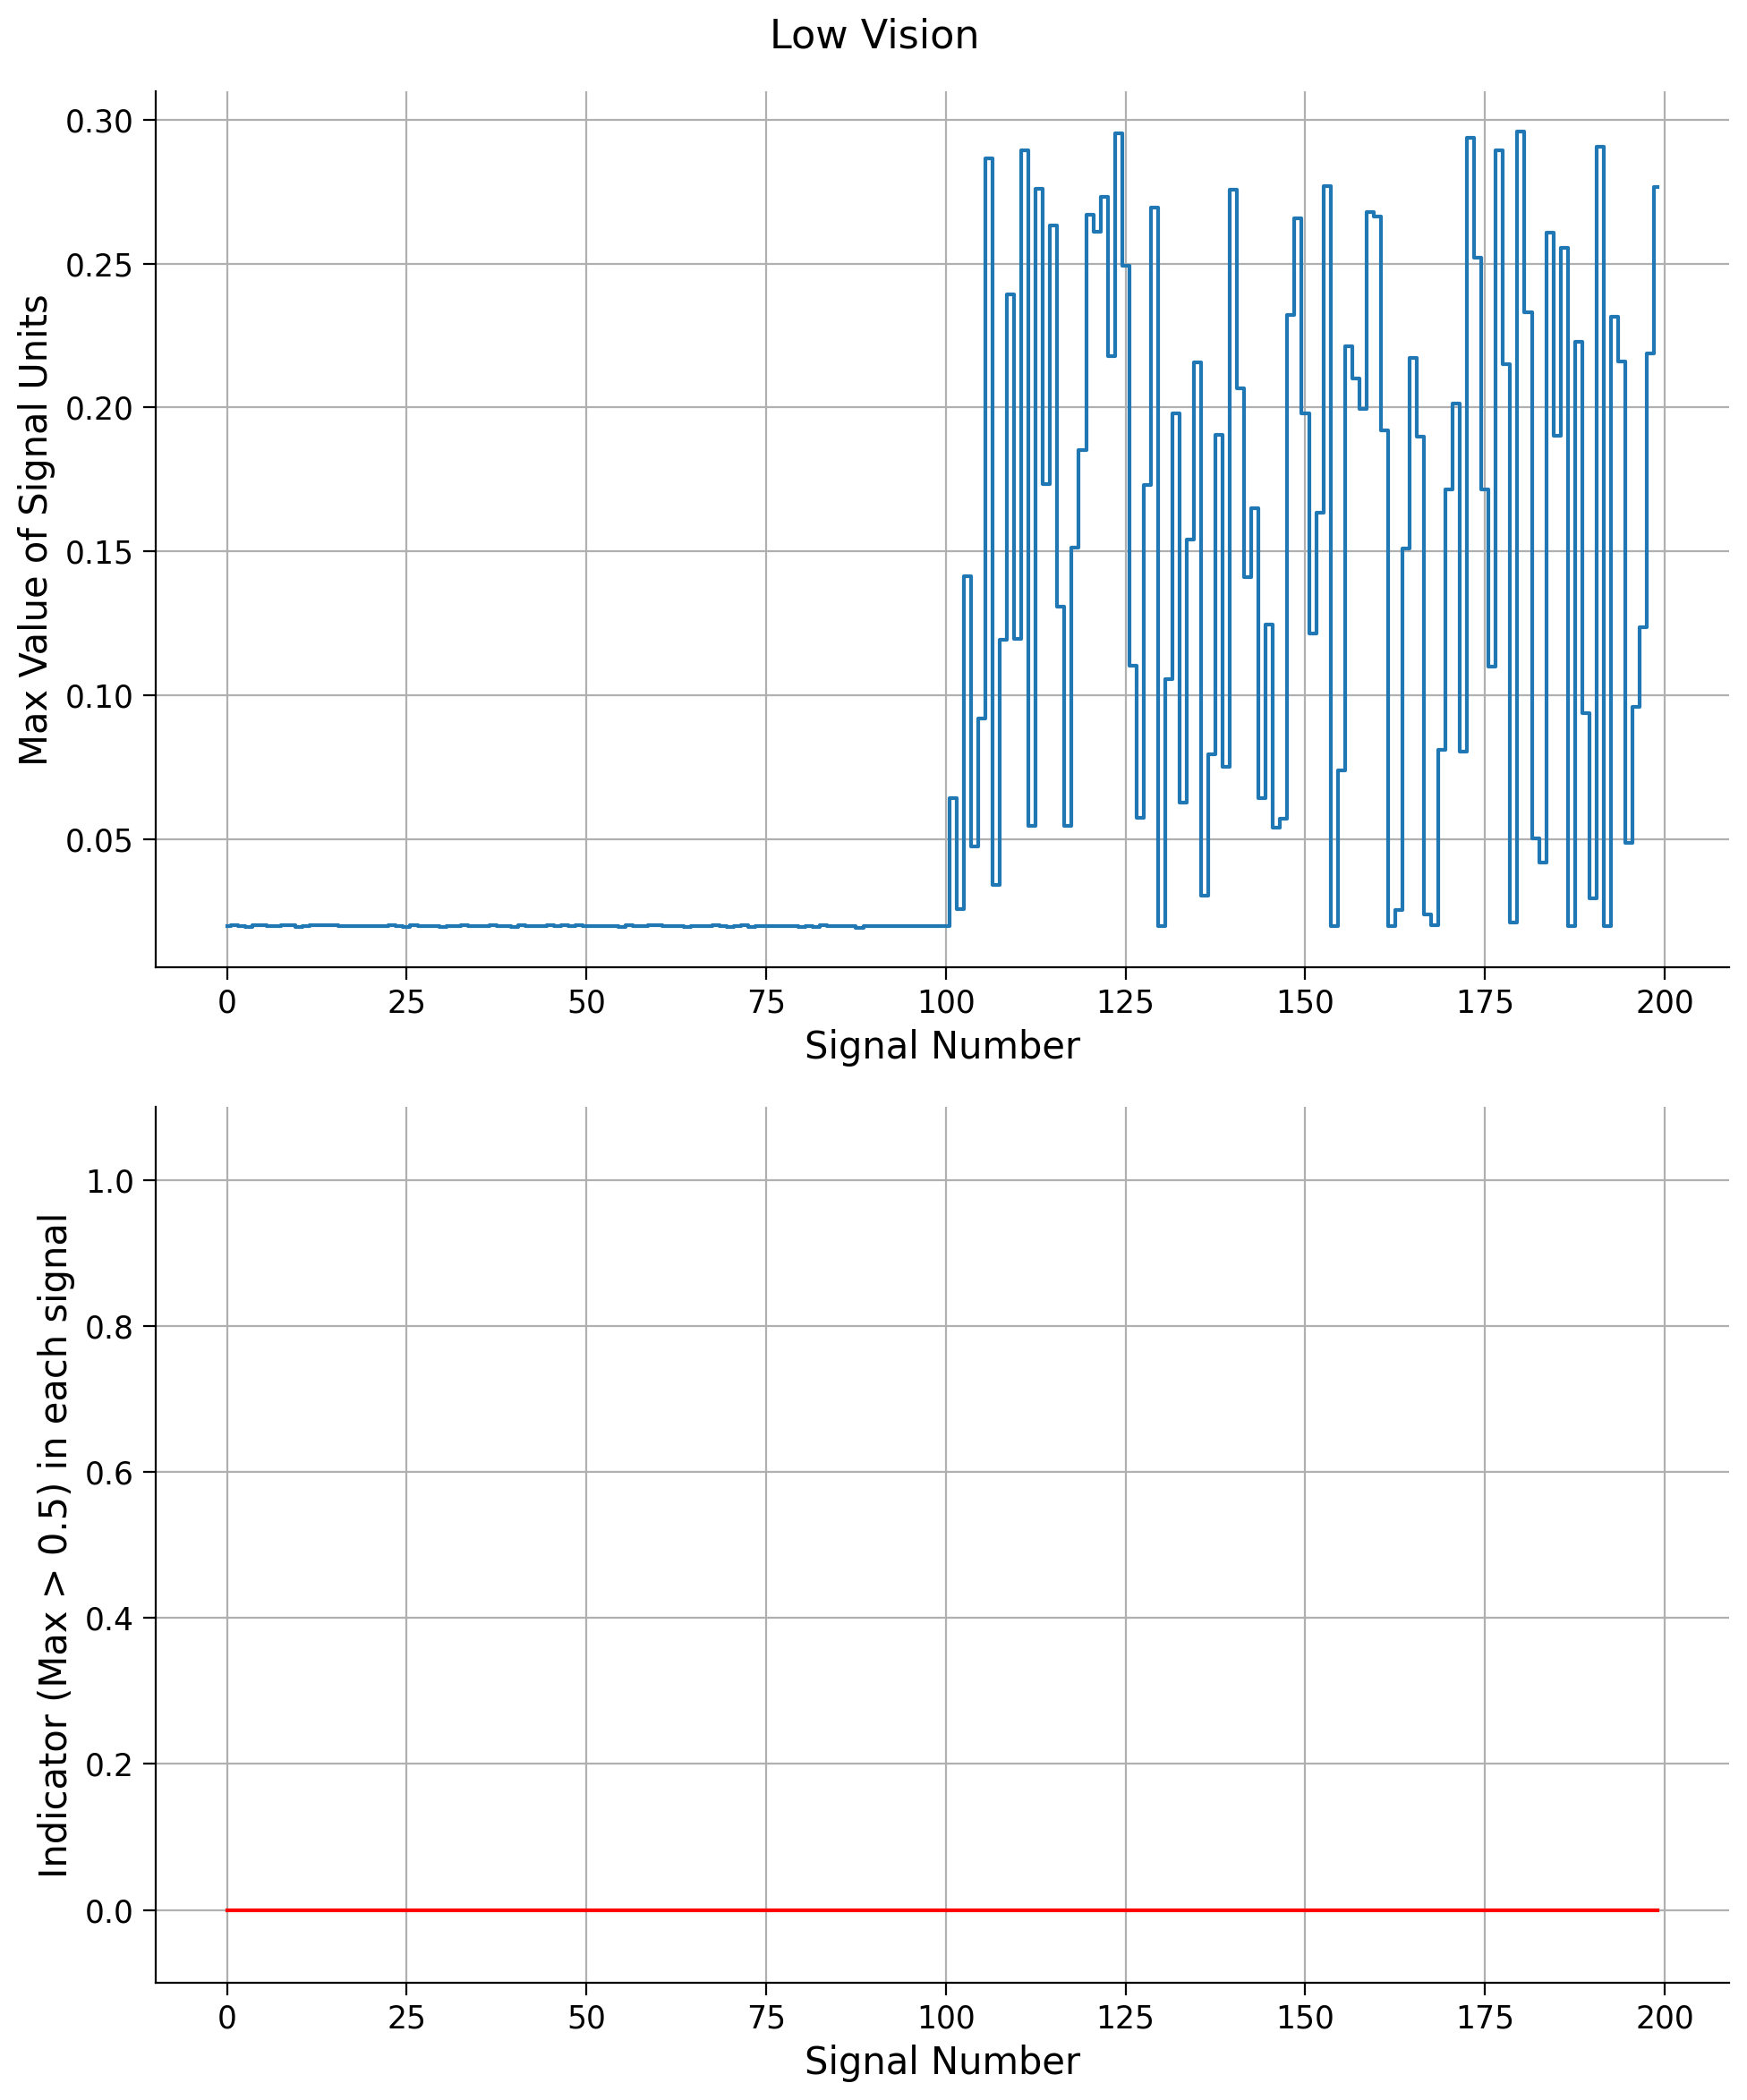 Low Vision
Max Value of Signal Units
0.30
0.25
0.20
0.15
0.10
0.05
0 25 50 75 100 125 150 175 200
Signal Number
Indicator (Max > 0.5) in each signal
1.0
0.8
0.6
0.4
0.2
0.0
0 25 50 75 100 125 150 175 200
Signal Number